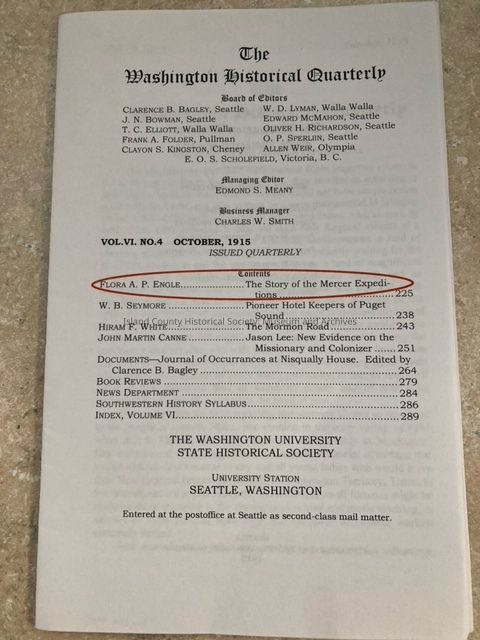 The
Washington Historical Quarterly
Board of Editors
CLARENCE B. BAGLEY, Seattle W. D. LYMAN, Walla Walla
J. N. BOWMAN, Seattle EDWARD MCMAHON, Seattle
T. C. ELLIOTT, Walla Walla OLIVER H. RICHARDSON, Seattle
FRANK A. FOLDER, Pullman O. P. SPERLIIN, Seattle
CLAYON S. KINGSTON, Cheney ALLEN WEIR, Olympia
E. O. S. SCHOLEFIELD, Victoria, B. C.
Managing Editor
EDMOND S. MEANY
Business Manager
CHARLES W. SMITH
VOL.VI. NO.4 OCTOBER, 1915
ISSUED QUARTERLY
Contents
FLORA A. P. ENGLE....................The Story of the Mercer Expedi-
tions ....................................225
W. B. SEYMORE .......................Pioneer Hotel Keepers of Puget
Sound ..................................238
Island County Historical Society, Museum and Archives
HIRAM F. WHITE......................The Mormon Road ..................243
JOHN MARTIN CANNE ..............Jason Lee: New Evidence on the
Missionary and Colonizer .......251
DOCUMENTS—Journal of Occurrances at Nisqually House. Edited by
Clarence B. Bagley ................................................264
BOOK REVIEWS ......................................................279
NEWS DEPARTMENT .................................................284
SOUTHWESTERN HISTORY SYLLABUS ................................286
INDEX, VOLUME VI...................................................289
THE WASHINGTON UNIVERSITY
STATE HISTORICAL SOCIETY
UNIVERSITY STATION
SEATTLE, WASHINGTON
Entered at the postoffice at Seattle as second-class mail matter.